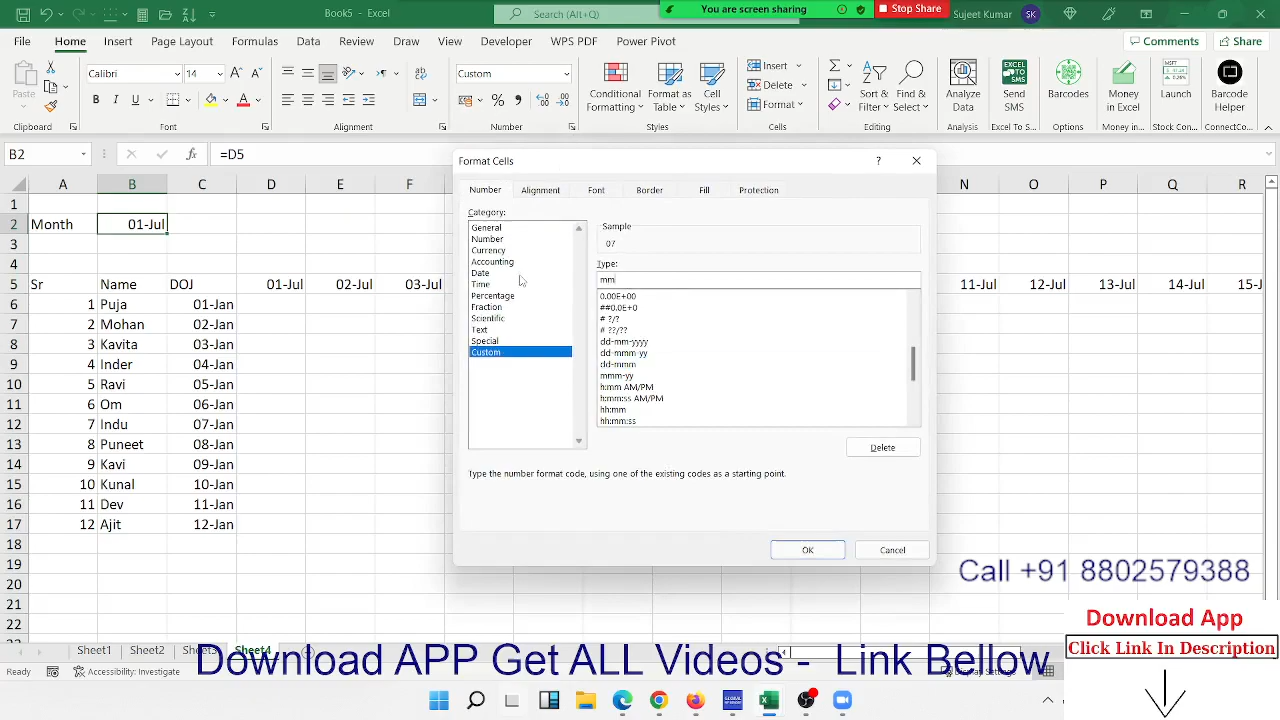 Book5 - Excel
Search (Alt+Q)
You are screen sharing
Stop Share
Sujeet Kumar
SK
File Home Insert Page Layout Formulas Data Review Draw View Developer WPS PDF Power Pivot
Comments Share
Paste
Calibri 14
B I U
Custom
Conditional Formatting
Format as Table
Cell Styles
Insert
Delete
Format
Sort & Filter
Find & Select
Analyze Data
Send SMS
Barcodes
Money in Excel
Launch
Barcode Helper
Clipboard Font Alignment Number Styles Cells Editing Analysis Excel To S... Options Money in... Stock Con... ConnectCo...
B2 fx =D5
A B C D E F N O P Q R
1
2 Month 01-Jul
3
4
5 Sr Name DOJ 01-Jul 02-Jul 03-Jul 11-Jul 12-Jul 13-Jul 14-Jul 15-J
6 1 Puja 01-Jan
7 2 Mohan 02-Jan
8 3 Kavita 03-Jan
9 4 Inder 04-Jan
10 5 Ravi 05-Jan
11 6 Om 06-Jan
12 7 Indu 07-Jan
13 8 Puneet 08-Jan
14 9 Kavi 09-Jan
15 10 Kunal 10-Jan
16 11 Dev 11-Jan
17 12 Ajit 12-Jan
18
19
20
21
22
Format Cells
?
Number Alignment Font Border Fill Protection
Category:
General
Number
Currency
Accounting
Date
Time
Percentage
Fraction
Scientific
Text
Special
Custom
Sample
07
Type:
mm
0.00E+00
##0.0E+0
# ?/?
# ??/??
dd-mm-yyyy
dd-mmm-yy
dd-mmm
mmm-yy
h:mm AM/PM
h:mm:ss AM/PM
hh:mm
hh:mm:ss
Delete
Type the number format code, using one of the existing codes as a starting point.
OK Cancel
Call +91 8802579388
Download App
Click Link In Description
Sheet1 Sheet2 Sheet4
Download APP Get ALL Videos - Link Bellow
Ready Accessibility: Investigate